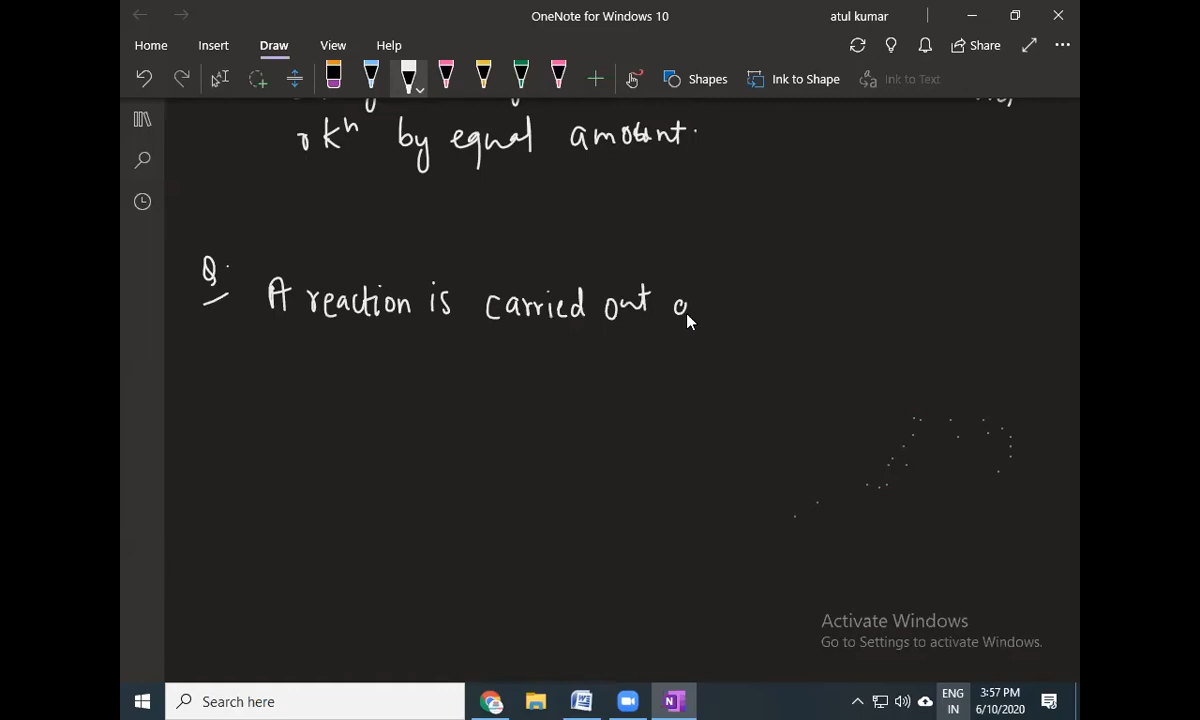 OneNote for Windows 10
atul kumar
Home Insert Draw View Help
Share
Shapes
Ink to Shape
Ink to Text
by equal amount.
Q.
A reaction is carried out
Activate Windows
Go to Settings to activate Windows.
Search here
ENG
IN
3:57 PM
6/10/2020